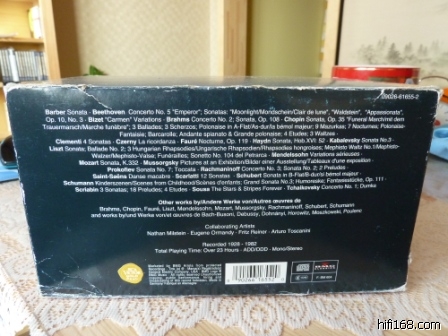 09026-61655-2
Barber Sonata · Beethoven Concerto No. 5 "Emperor"; Sonatas: "Moonlight/Mondschein/Clair de lune", "Waldstein", "Appassionata",
Op. 10, No. 3 · Bizet "Carmen" Variations · Brahms Concerto No. 2; Sonata, Op. 108 · Chopin Sonata, Op. 35 "Funeral March/mit dem
Trauermarsch/Marche funèbre"; 3 Ballades; 3 Scherzos; Polonaise in A-Flat/As-dur/la bémol majeur; 9 Mazurkas; 7 Nocturnes; Polonaise-
Fantaisie; Barcarolle; Andante spianato & Grande polonaise; 4 Etudes; 3 Waltzes
Clementi 4 Sonatas · Czerny La ricordanza · Fauré Nocturne, Op. 119 · Haydn Sonata, Hob.XVI: 52 · Kabalevsky Sonata No.3
Liszt Ballade No. 2; 3 Hungarian Rhapsodies/Ungarische Rhapsodien/Rhapsodies hongroises; Mephisto Waltz No.1/Mephisto-
Walzer/Mephisto-Valse; Funérailles; Sonetto No. 104 del Petrarca · Mendelssohn Variations sérieuses
Mozart Sonata, K.332 · Mussorgsky Pictures at an Exhibition/Bilder einer Ausstellung/Tableaux d'une exposition
Prokofiev Sonata No.7; Toccata · Rachmaninoff Concerto No. 3; Sonata No.2
Saint-Saëns Danse macabre · Scarlatti 12 Sonatas · Schubert Sonata in B-Flat/B-dur/si bémol majeur
Schumann Kinderszenen/Scenes from Childhood/Scènes d'enfants; Grand Sonata No.3; Humoreske; Fantasiestücke, Op. 111
Scriabin 3 Sonatas; 18 Préludes; 4 Etudes · Sousa The Stars & Stripes Forever · Tchaikovsky Concerto No. 1; Dumka
Other works by/Andere Werke von/Autres œuvres de
Brahms, Chopin, Fauré, Liszt, Mendelssohn, Mozart, Mussorgsky, Rachmaninoff, Schubert, Schumann
and works by/und Werke von/et œuvres de Bach-Busoni, Debussy, Dohnányi, Horowitz, Moszkowski, Poulenc
Collaborating Artists
Nathan Milstein · Eugene Ormandy · Fritz Reiner · Arturo Toscanini
Recorded 1928 - 1982
Total Playing Time: Over 23 Hours · ADD/DDD · Mono/Stereo
hifi168.com